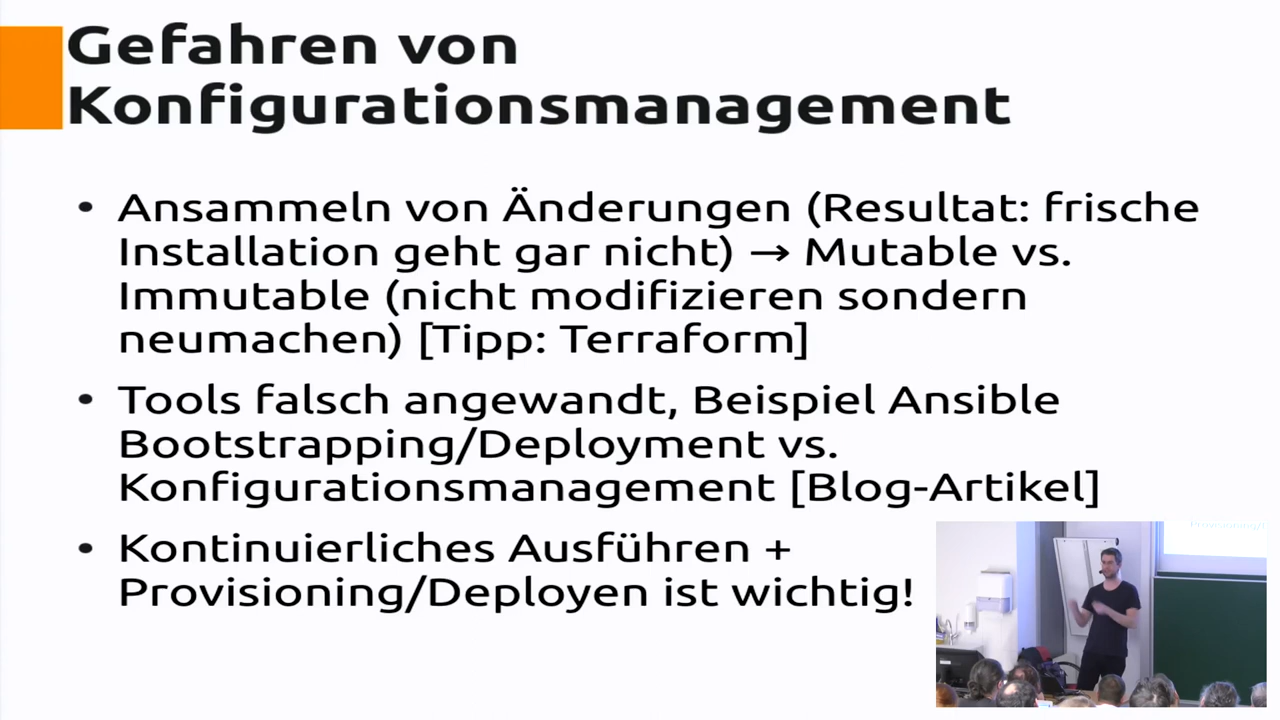 Gefahren von
Konfigurationsmanagement
• Ansammeln von Änderungen (Resultat: frische
Installation geht gar nicht) → Mutable vs.
Immutable (nicht modifizieren sondern
neumachen) [Tipp: Terraform]
• Tools falsch angewandt, Beispiel Ansible
Bootstrapping/Deployment vs.
Konfigurationsmanagement [Blog-Artikel]
• Kontinuierliches Ausführen +
Provisioning/Deployen ist wichtig!